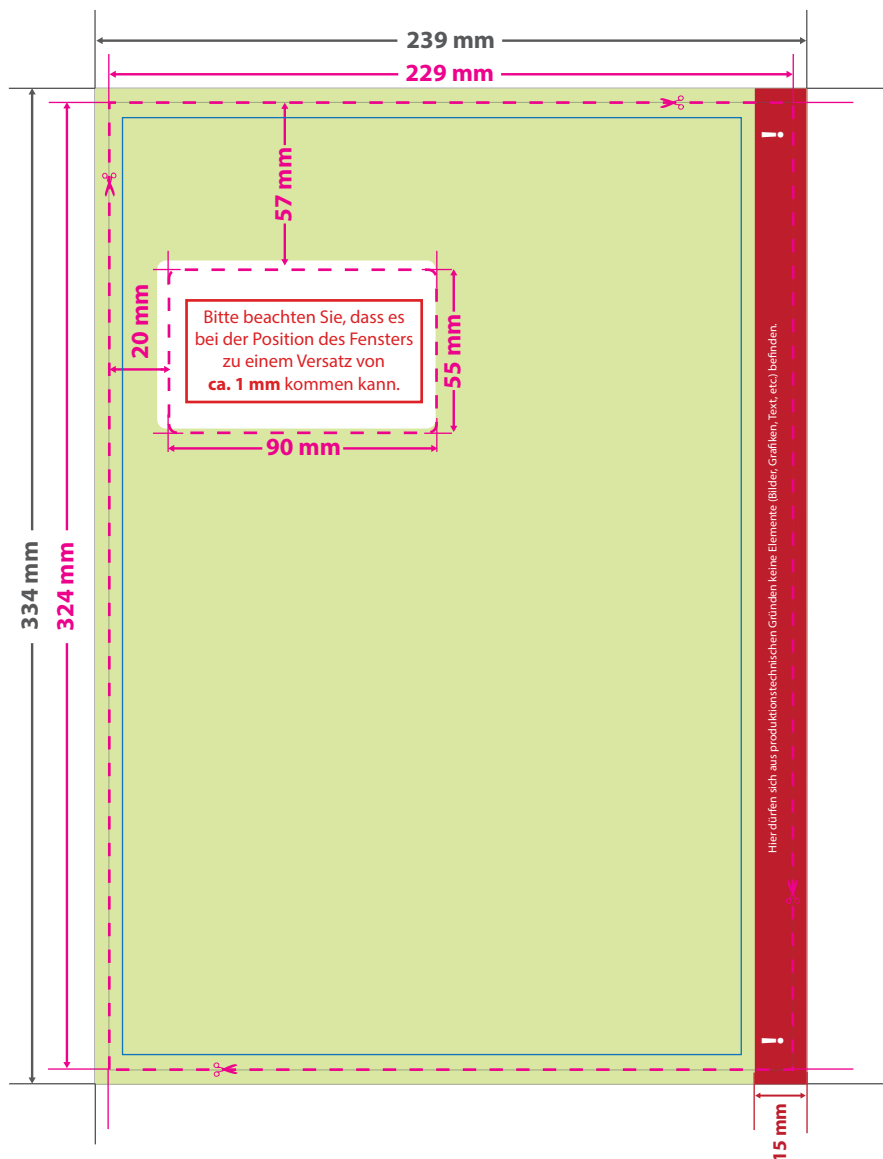 239 mm
229 mm
!
57 mm
20 mm
Bitte beachten Sie, dass es
bei der Position des Fensters
zu einem Versatz von
ca. 1 mm kommen kann.
55 mm
90 mm
334 mm
324 mm
Hier dürfen sich aus produktionstechnischen Gründen keine Elemente (Bilder, Grafiken, Text, etc.) befinden.
!
15 mm